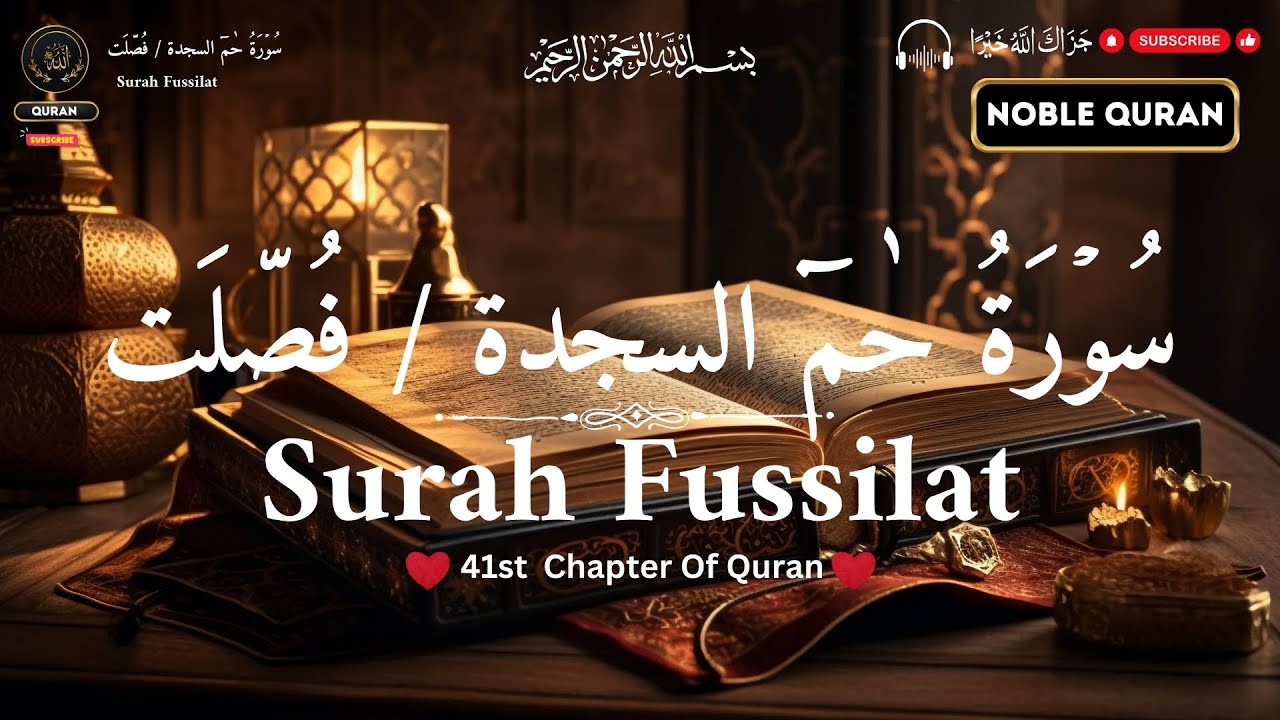 سُوْرَةُ حٰمٓ السجدة / فُصِّلَت
Surah Fussilat
QURAN
SUBSCRIBE
بسم الله الرحمن الرحيم
جَزَاكَ اللهُ خَيْرًا
SUBSCRIBE
NOBLE QURAN
سُوْرَةُ حٰمٓ السجدة / فُصِّلَت
Surah Fussilat
41st Chapter Of Quran